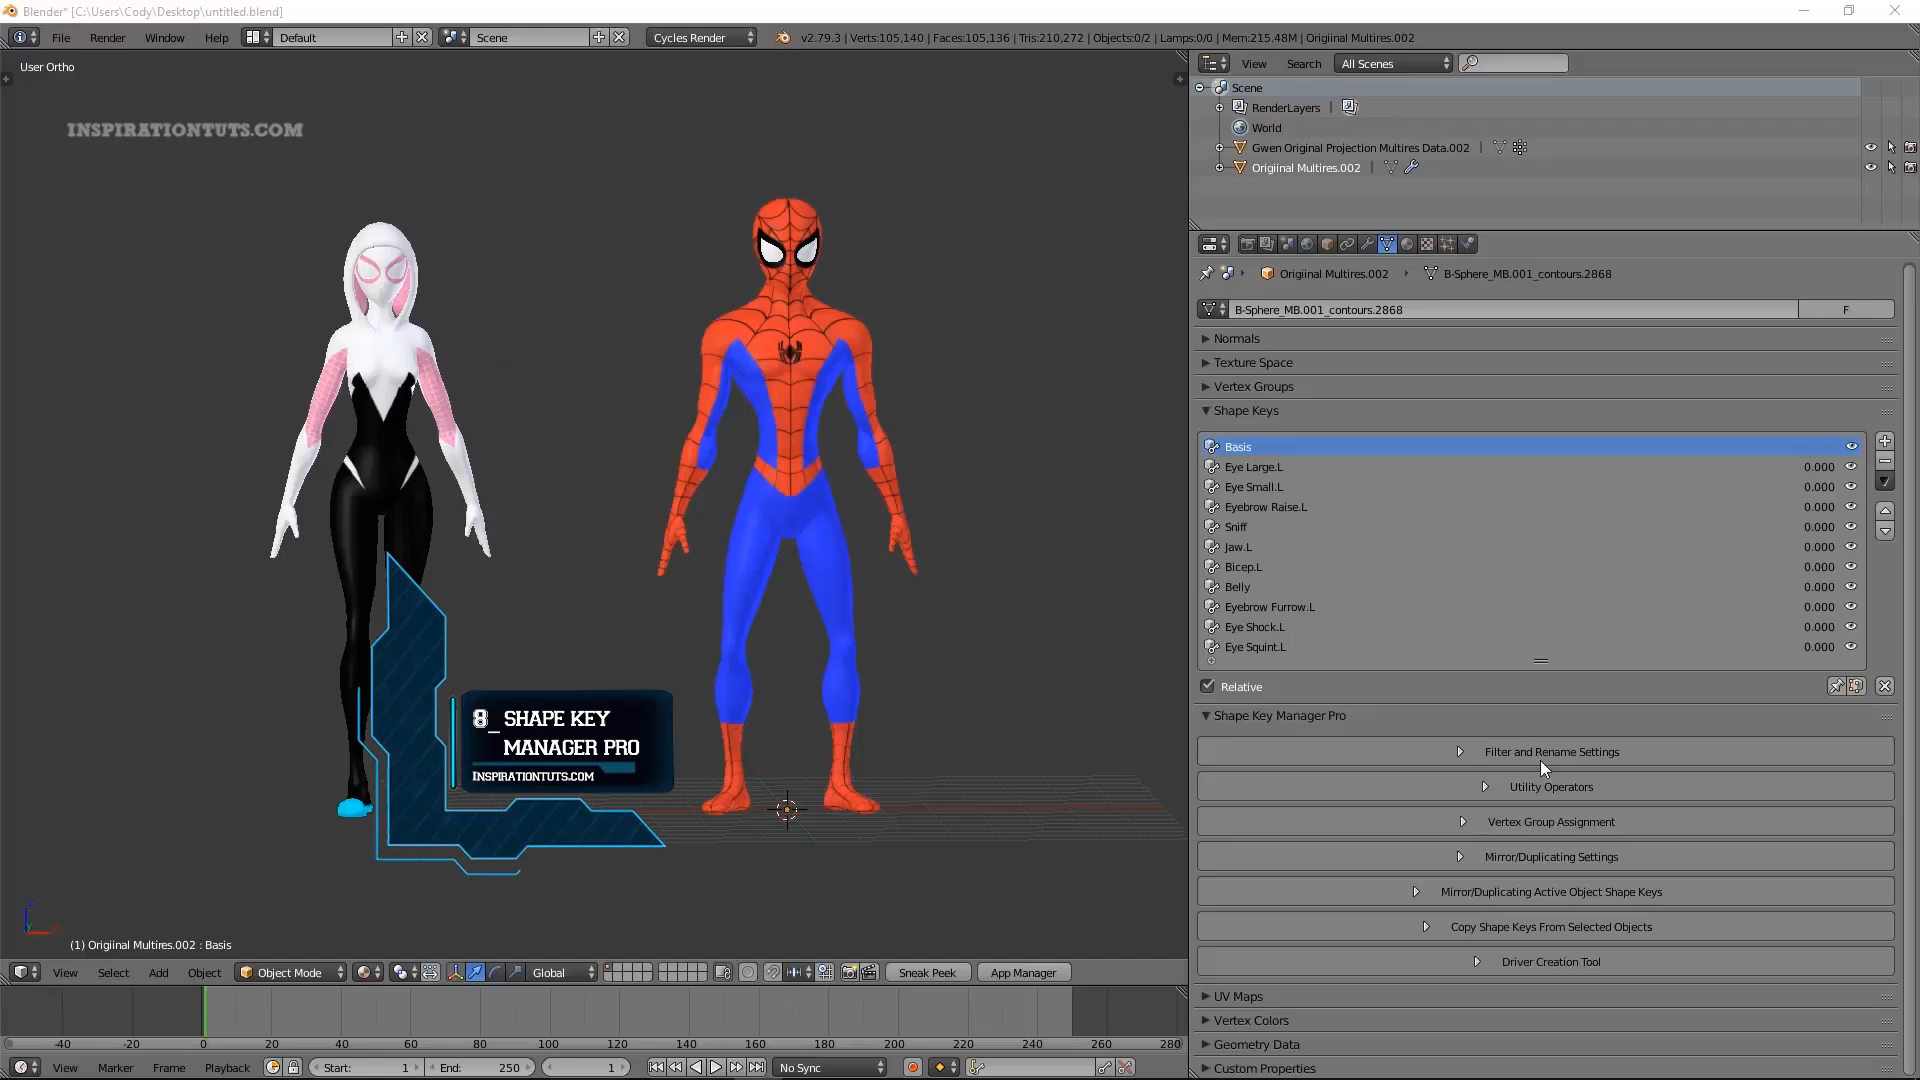 Blender* [C:\Users\Cody\Desktop\untitled.blend]
File Render Window Help Default Scene Cycles Render v2.79.3 | Verts:105,140 | Faces:105,136 | Tris:210,272 | Objects:0/2 | Lamps:0/0 | Mem:215.48M | Origiinal Multires.002
User Ortho
INSPIRATIONTUTS.COM
View Search All Scenes
Scene
RenderLayers
World
Gwen Original Projection Multires Data.002
Origiinal Multires.002
Origiinal Multires.002 B-Sphere_MB.001_contours.2868
B-Sphere_MB.001_contours.2868 F
Normals
Texture Space
Vertex Groups
Shape Keys
Basis
Eye Large.L 0.000
Eye Small.L 0.000
Eyebrow Raise.L 0.000
Sniff 0.000
Jaw.L 0.000
Bicep.L 0.000
Belly 0.000
Eyebrow Furrow.L 0.000
Eye Shock.L 0.000
Eye Squint.L 0.000
Relative
Shape Key Manager Pro
Filter and Rename Settings
Utility Operators
Vertex Group Assignment
Mirror/Duplicating Settings
Mirror/Duplicating Active Object Shape Keys
Copy Shape Keys From Selected Objects
Driver Creation Tool
UV Maps
Vertex Colors
Geometry Data
Custom Properties
8_ SHAPE KEY
MANAGER PRO
INSPIRATIONTUTS.COM
(1) Origiinal Multires.002 : Basis
View Select Add Object Object Mode Global Sneak Peek App Manager
-40 -20 0 20 40 60 80 100 120 140 160 180 200 220 240 260 280
View Marker Frame Playback Start: 1 End: 250 1 No Sync